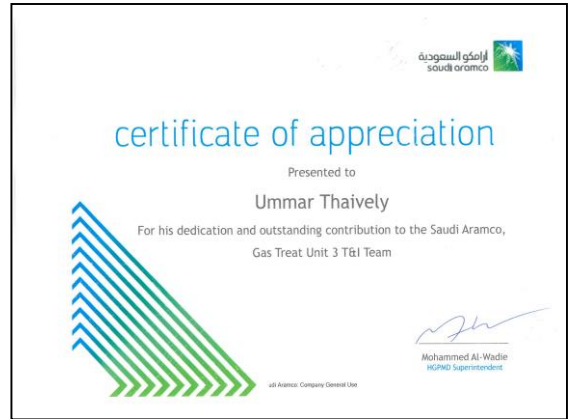 أرامكو السعودية
saudi aramco
certificate of appreciation
Presented to
Ummar Thaively
For his dedication and outstanding contribution to the Saudi Aramco,
Gas Treat Unit 3 T&I Team
Mohammed Al-Wadie
HGPMD Superintendent
udi Aramco: Company General Use